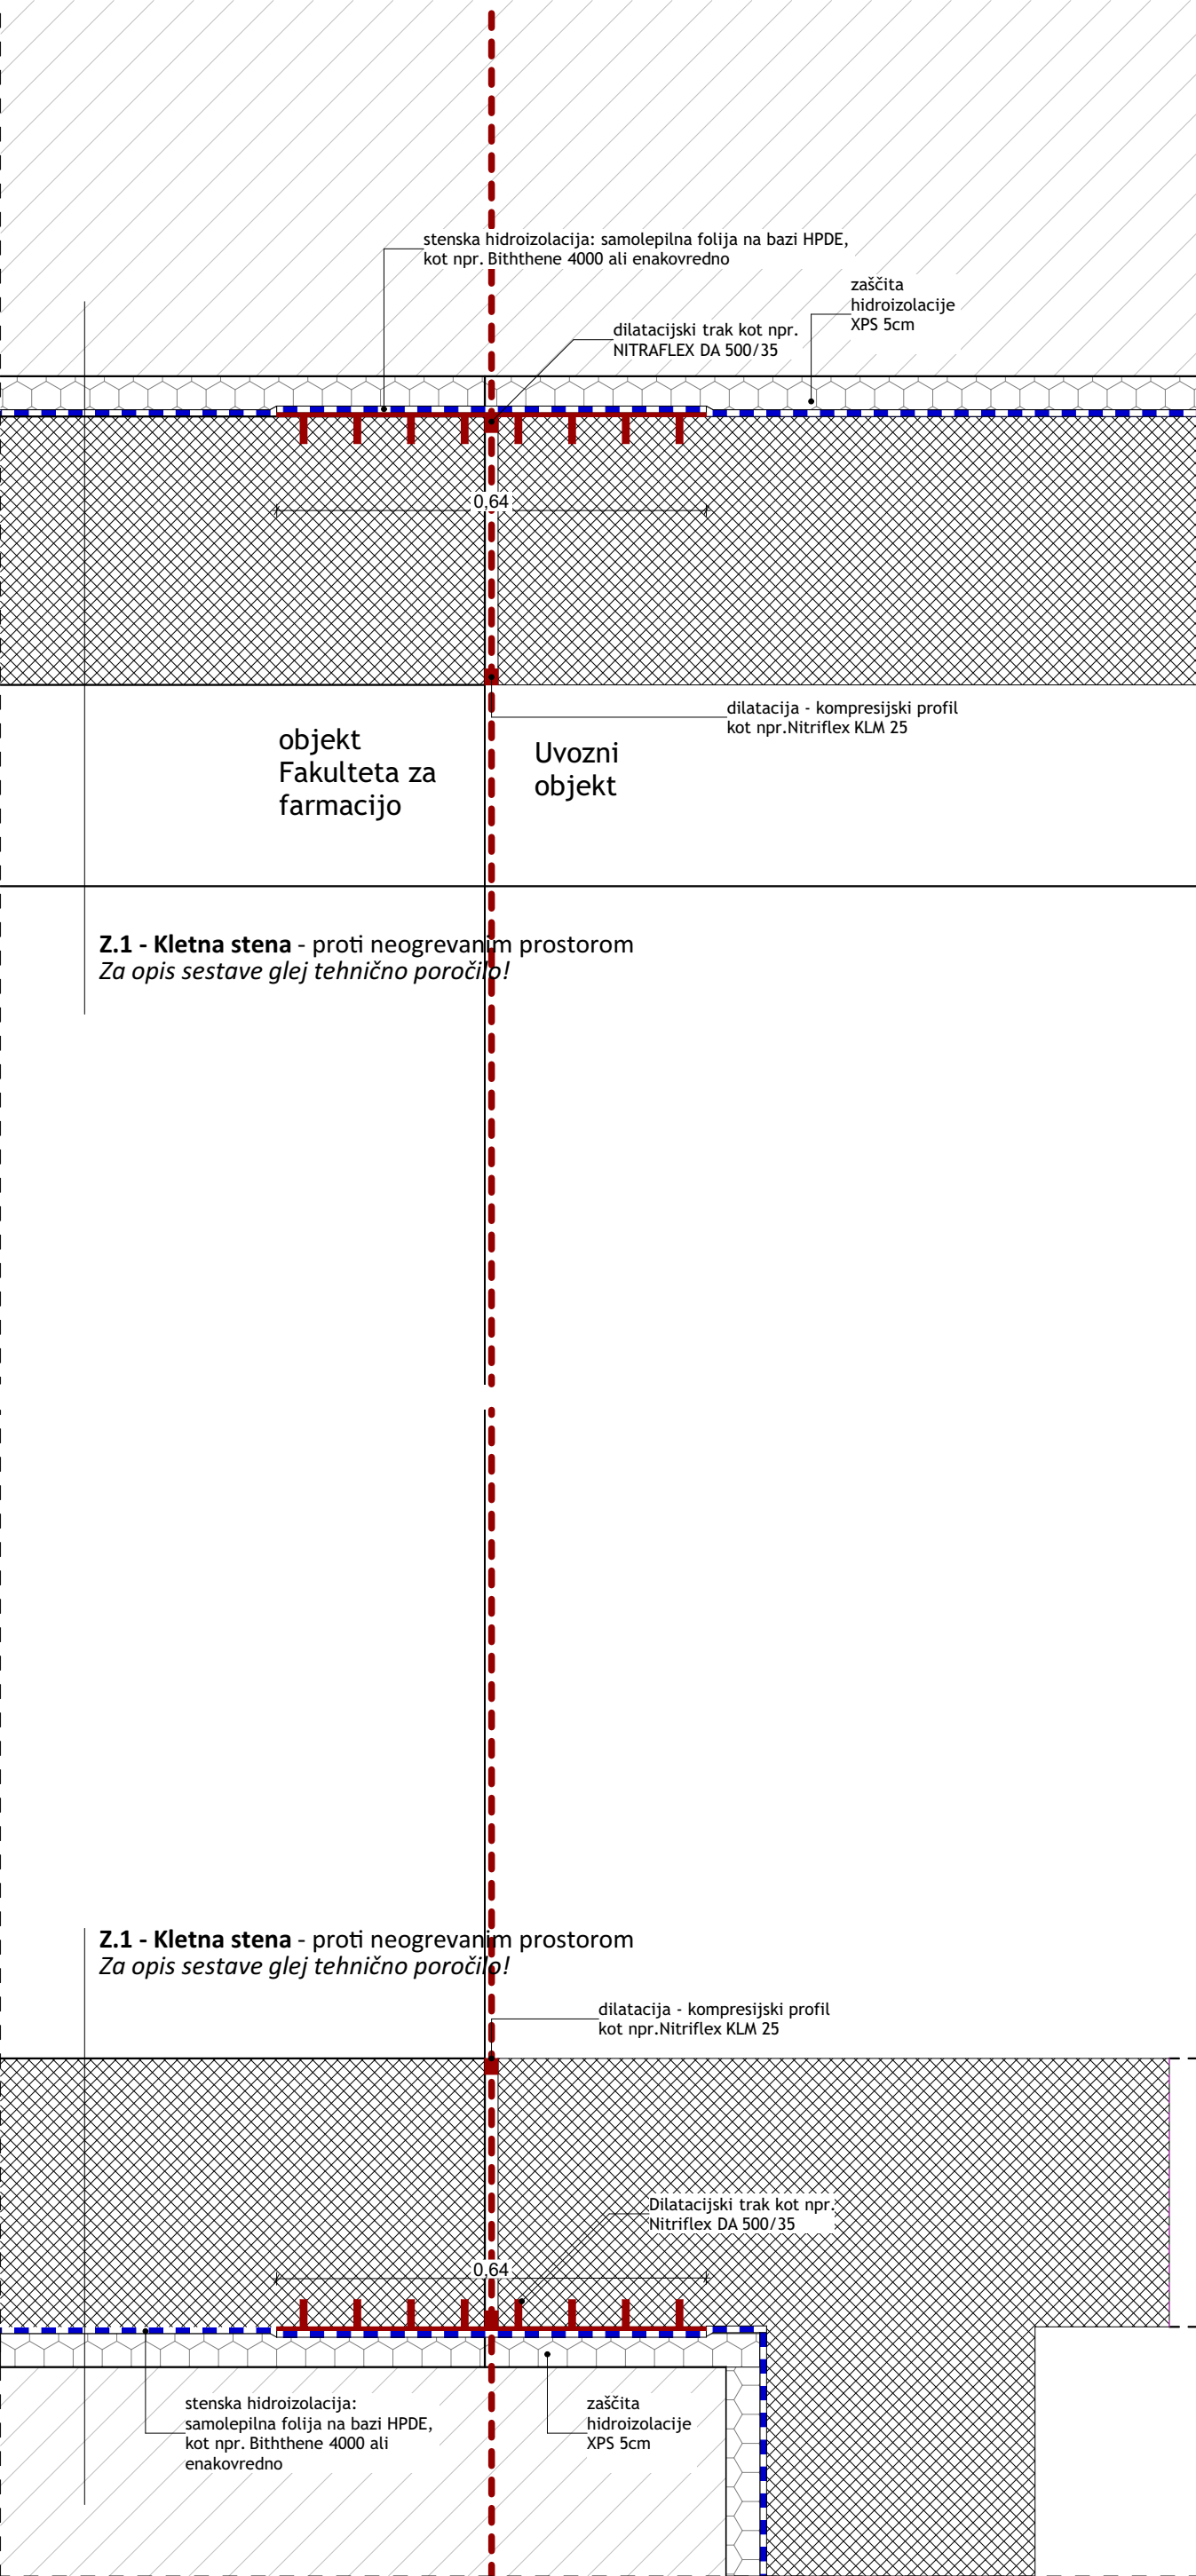 stenska hidroizolacija: samolepilna folija na bazi HPDE,
kot npr. Biththene 4000 ali enakovredno
zaščita
hidroizolacije
XPS 5cm
dilatacijski trak kot npr.
NITRAFLEX DA 500/35
0,64
dilatacija - kompresijski profil
kot npr.Nitriflex KLM 25
objekt
Fakulteta za
farmacijo
Uvozni
objekt
Z.1 - Kletna stena - proti neogrevanim prostorom
Za opis sestave glej tehnično poročilo!
Z.1 - Kletna stena - proti neogrevanim prostorom
Za opis sestave glej tehnično poročilo!
dilatacija - kompresijski profil
kot npr.Nitriflex KLM 25
Dilatacijski trak kot npr.
Nitriflex DA 500/35
0,64
stenska hidroizolacija:
samolepilna folija na bazi HPDE,
kot npr. Biththene 4000 ali
enakovredno
zaščita
hidroizolacije
XPS 5cm